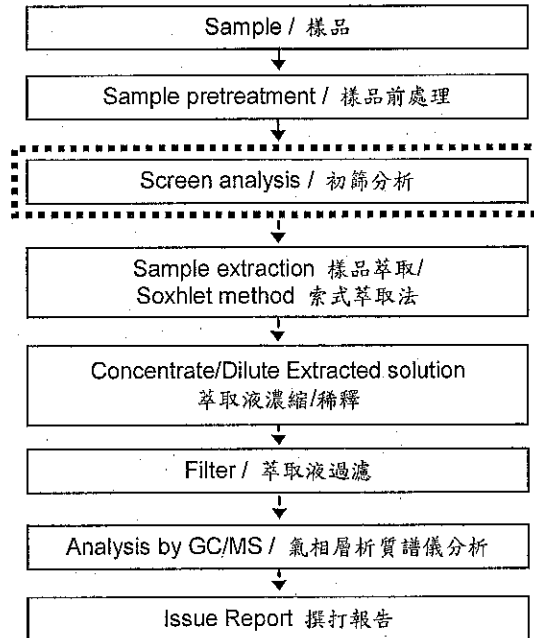 Sample / 樣品
Sample pretreatment / 樣品前處理
Screen analysis / 初篩分析
Sample extraction 樣品萃取/
Soxhlet method 索式萃取法
Concentrate/Dilute Extracted solution
萃取液濃縮/稀釋
Filter / 萃取液過濾
Analysis by GC/MS / 氣相層析質譜儀分析
Issue Report 撰打報告